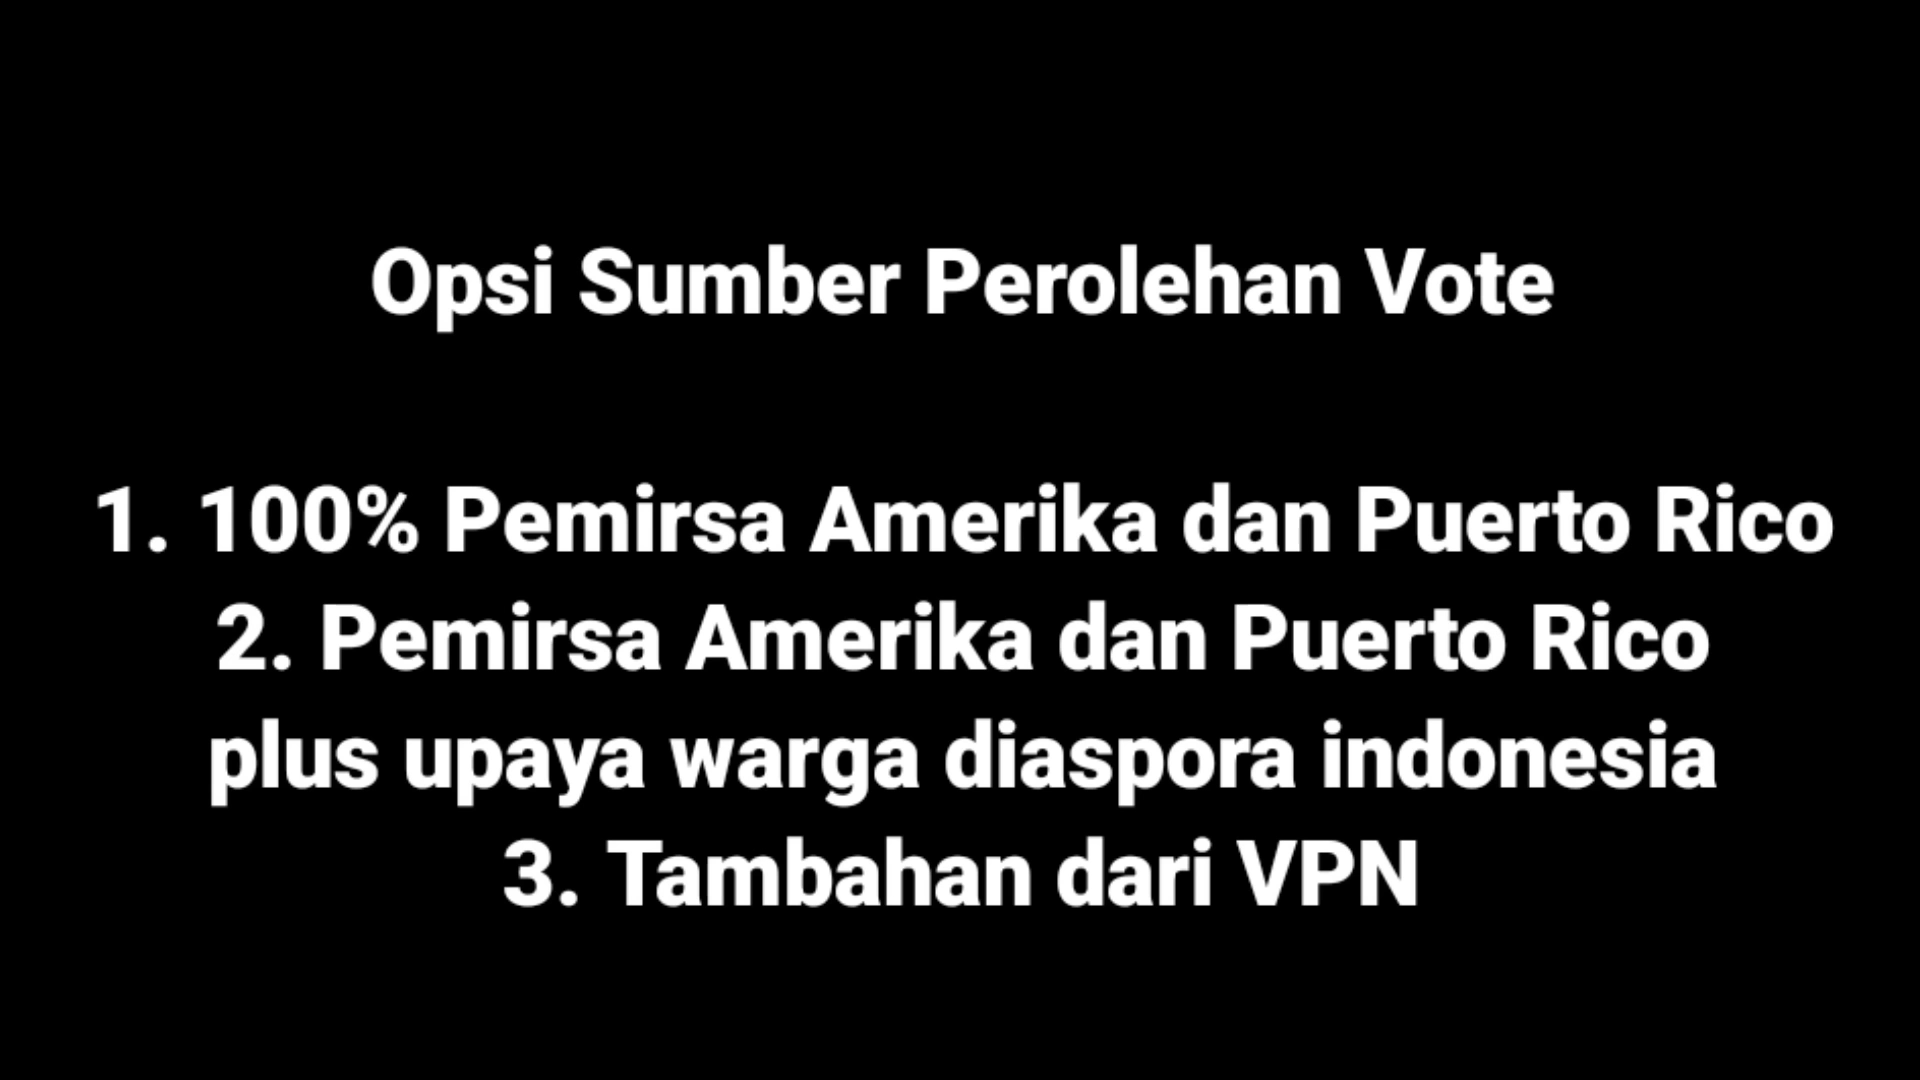 Opsi Sumber Perolehan Vote
1. 100% Pemirsa Amerika dan Puerto Rico
2. Pemirsa Amerika dan Puerto Rico
plus upaya warga diaspora indonesia
3. Tambahan dari VPN